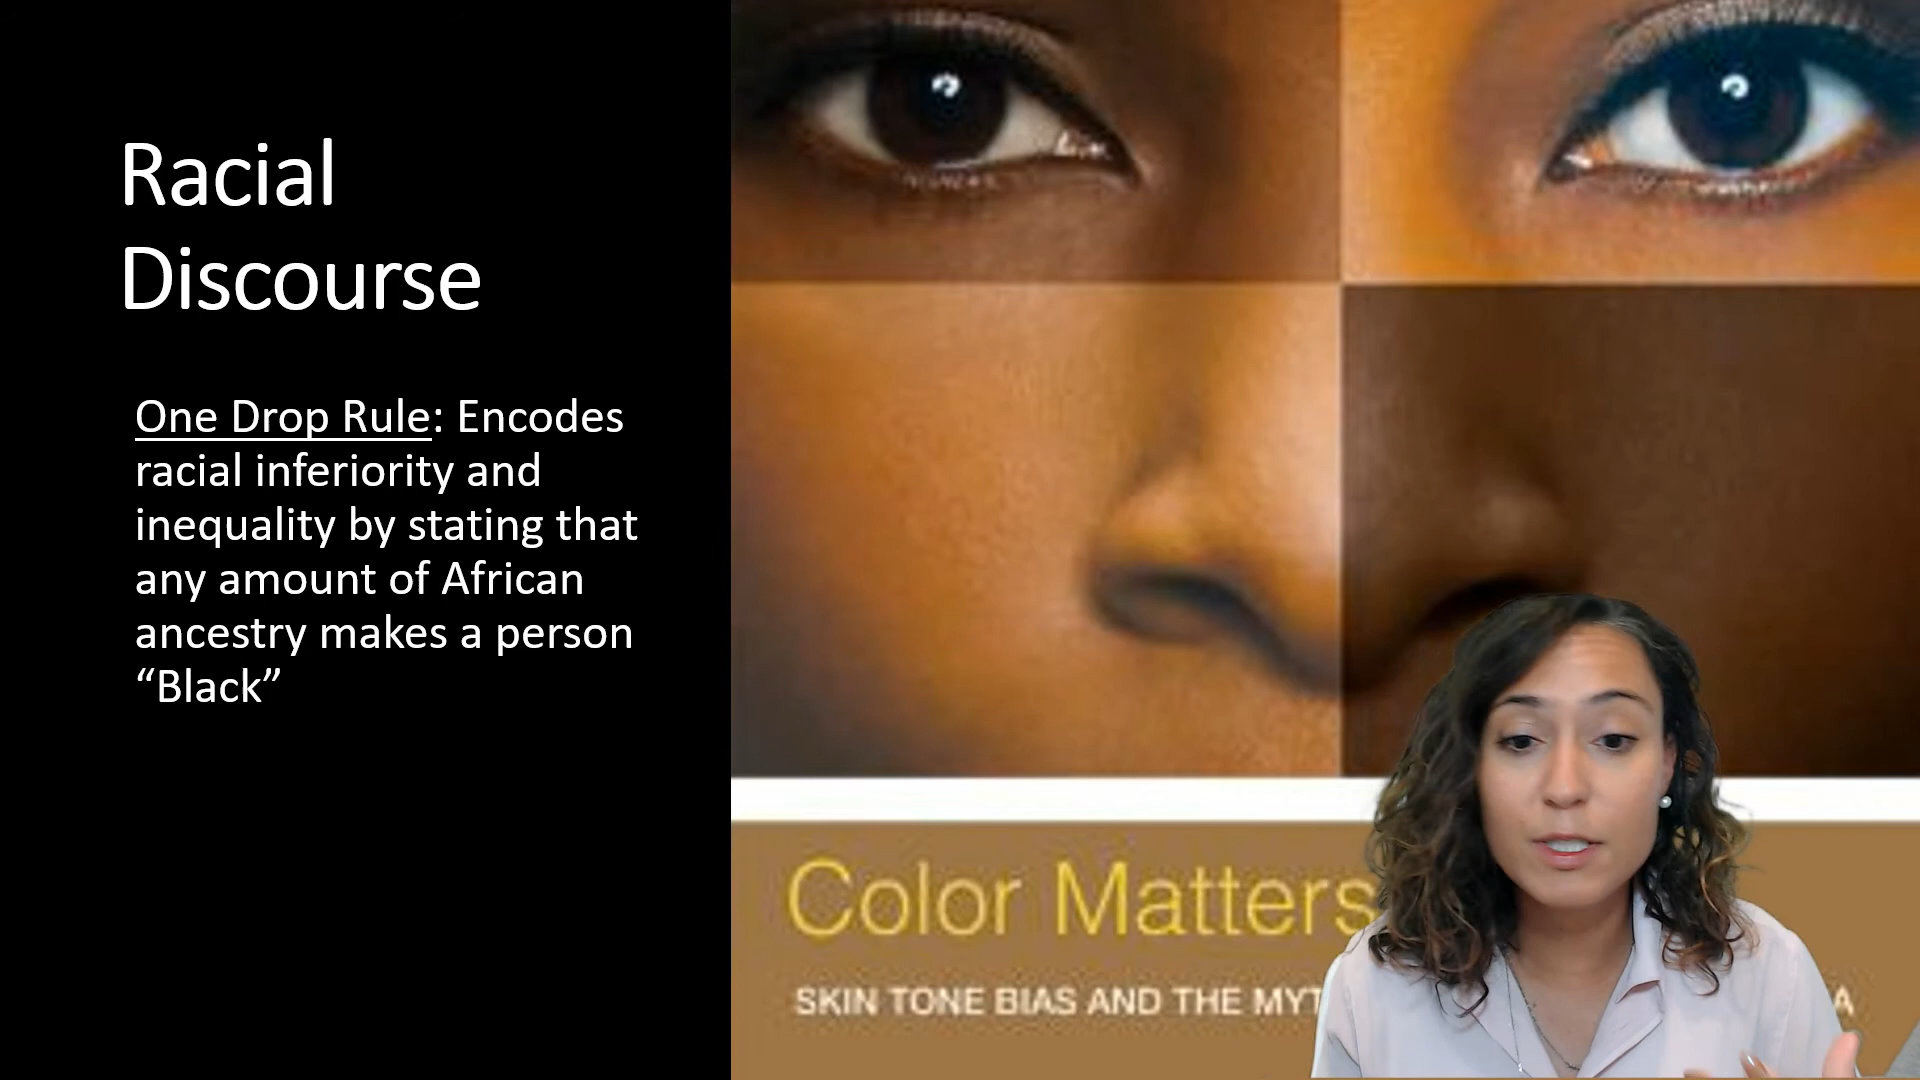 Racial
Discourse
One Drop Rule: Encodes
racial inferiority and
inequality by stating that
any amount of African
ancestry makes a person
“Black”
Color Matters
SKIN TONE BIAS AND THE